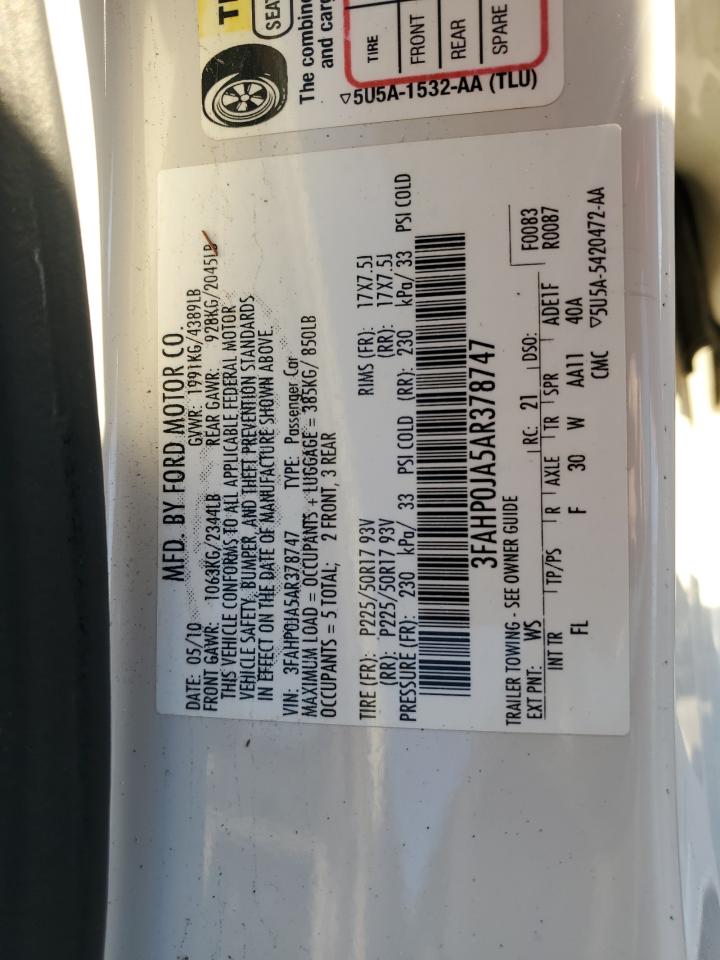 TIRE
FRONT
REAR
SPARE
The combine
and carg
▽5U5A-1532-AA (TLU)
MFD. BY FORD MOTOR CO.
DATE: 05/10 GVWR: 1991KG/4389LB
FRONT GAWR: 1063KG/2344LB REAR GAWR: 928KG/2045LB
THIS VEHICLE CONFORMS TO ALL APPLICABLE FEDERAL MOTOR
VEHICLE SAFETY, BUMPER, AND THEFT PREVENTION STANDARDS
IN EFFECT ON THE DATE OF MANUFACTURE SHOWN ABOVE.
VIN: 3FAHP0JA5AR378747 TYPE: Passenger Car
MAXIMUM LOAD = OCCUPANTS + LUGGAGE = 385KG/ 850LB
OCCUPANTS = 5 TOTAL; 2 FRONT, 3 REAR
TIRE (FR): P225/50R17 93V RIMS (FR): 17X7.5J
(RR): P225/50R17 93V (RR): 17X7.5J
PRESSURE (FR): 230 kPa/ 33 PSI COLD (RR): 230 kPa/ 33 PSI COLD
3FAHP0JA5AR378747
TRAILER TOWING - SEE OWNER GUIDE
EXT PNT: WS RC: 21 DSO: F0083
R0087
INT TR TP/PS R AXLE TR SPR ADE1F
FL F 30 W AA11 40A
CMC ▽5U5A-5420472-AA